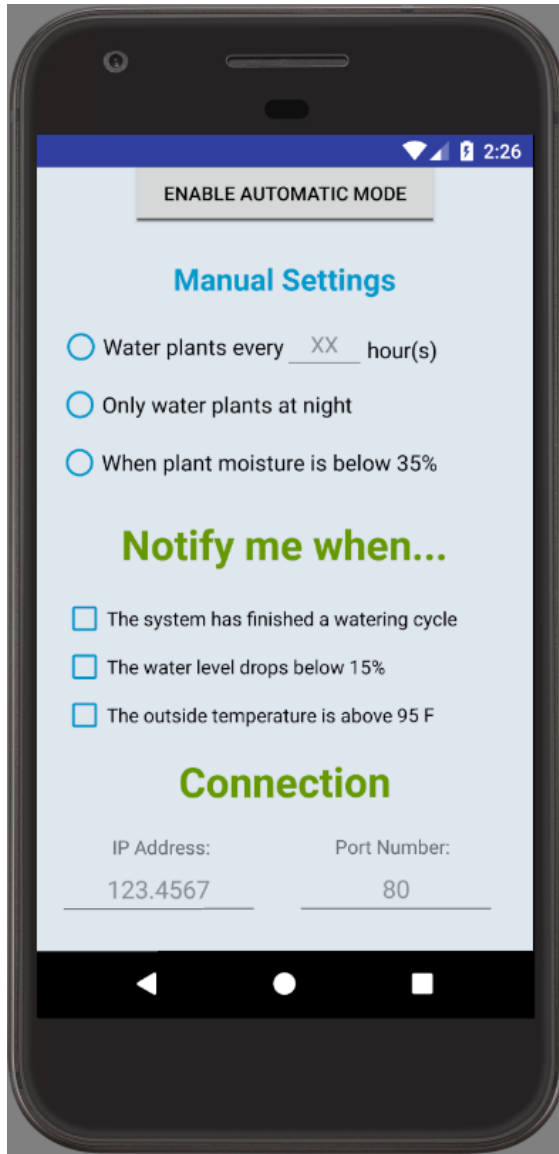 2:26
ENABLE AUTOMATIC MODE
Manual Settings
Water plants every XX hour(s)
Only water plants at night
When plant moisture is below 35%
Notify me when...
The system has finished a watering cycle
The water level drops below 15%
The outside temperature is above 95 F
Connection
IP Address: Port Number:
123.4567 80